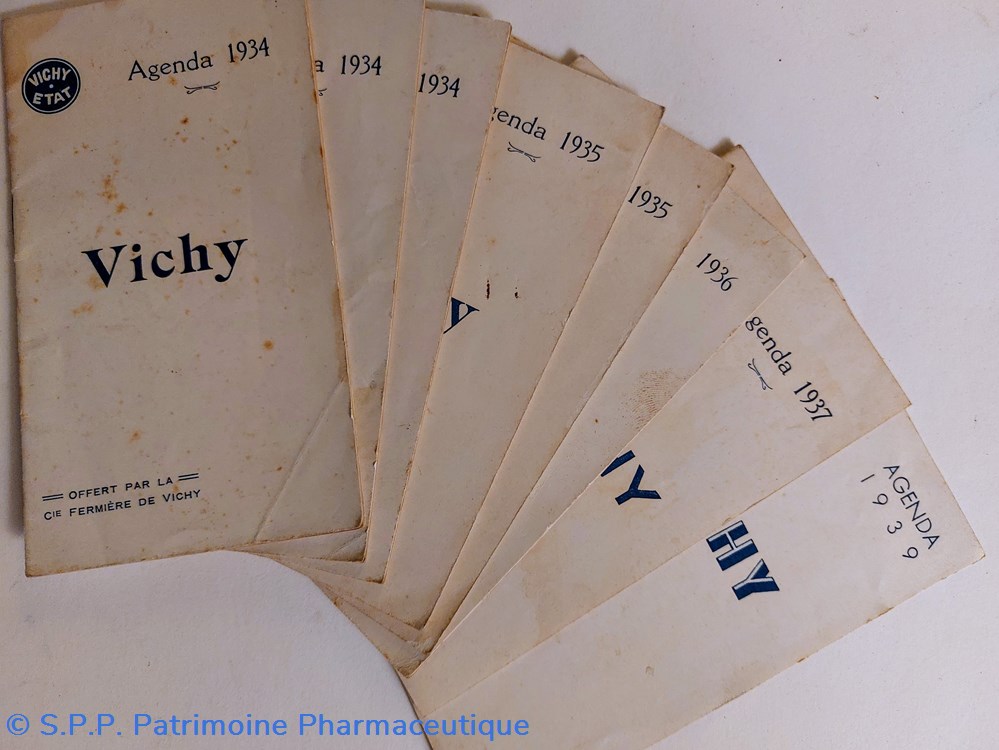 VICHY
ETAT
Agenda 1934
Vichy
OFFERT PAR LA
CIE FERMIÈRE DE VICHY
a 1934
1934
genda 1935
y
1935
1936
HY
genda 1937
HY
AGENDA
1939
© S.P.P. Patrimoine Pharmaceutique